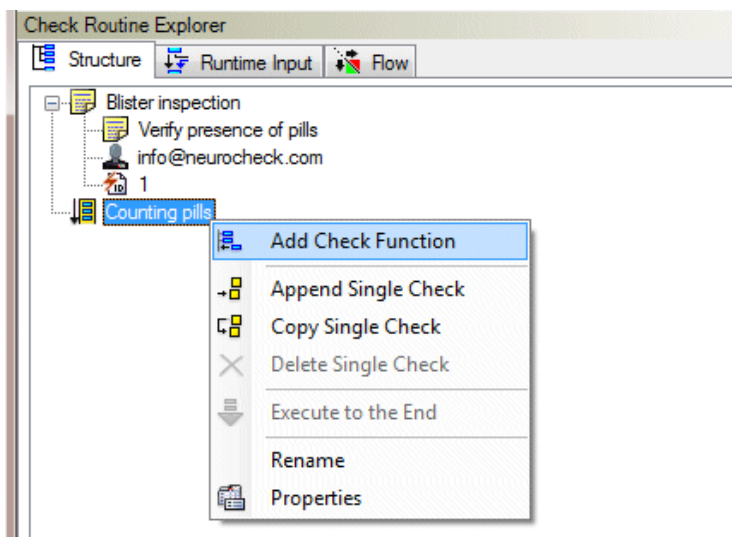 Check Routine Explorer
Structure Runtime Input Flow
Blister inspection
Verify presence of pills
info@neurocheck.com
ID 1
Counting pills
Add Check Function
Append Single Check
Copy Single Check
Delete Single Check
Execute to the End
Rename
Properties